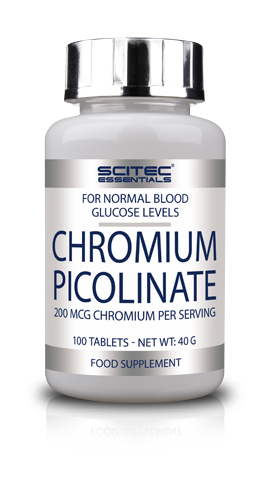 SCITEC
ESSENTIALS
FOR NORMAL BLOOD
GLUCOSE LEVELS
CHROMIUM
PICOLINATE
200 MCG CHROMIUM PER SERVING
100 TABLETS - NET WT: 40 G
FOOD SUPPLEMENT